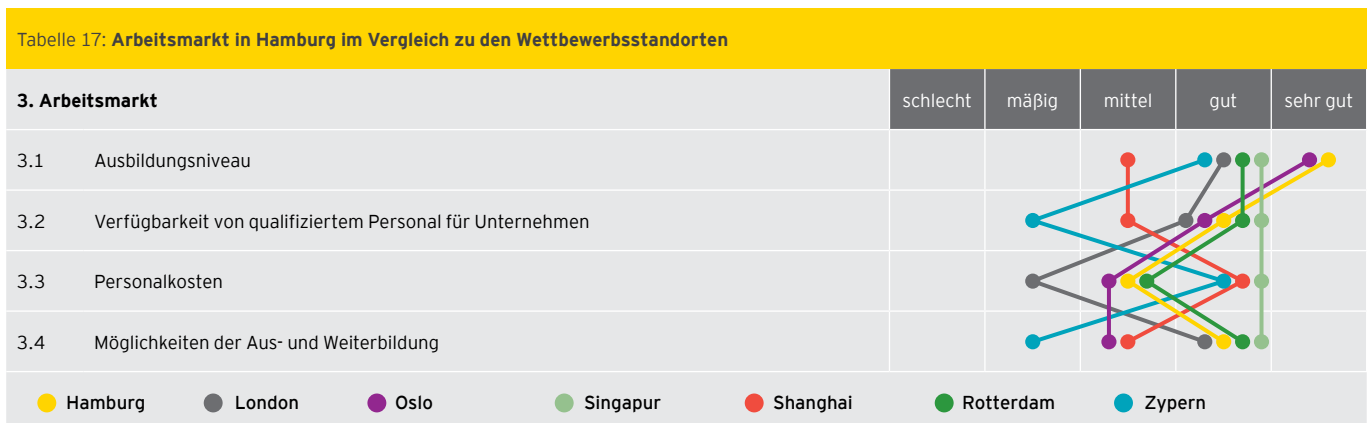 Tabelle 17: Arbeitsmarkt in Hamburg im Vergleich zu den Wettbewerbsstandorten
3. Arbeitsmarkt schlecht mäßig mittel gut sehr gut
3.1 Ausbildungsniveau
3.2 Verfügbarkeit von qualifiziertem Personal für Unternehmen
3.3 Personalkosten
3.4 Möglichkeiten der Aus- und Weiterbildung
Hamburg London Oslo Singapur Shanghai Rotterdam Zypern